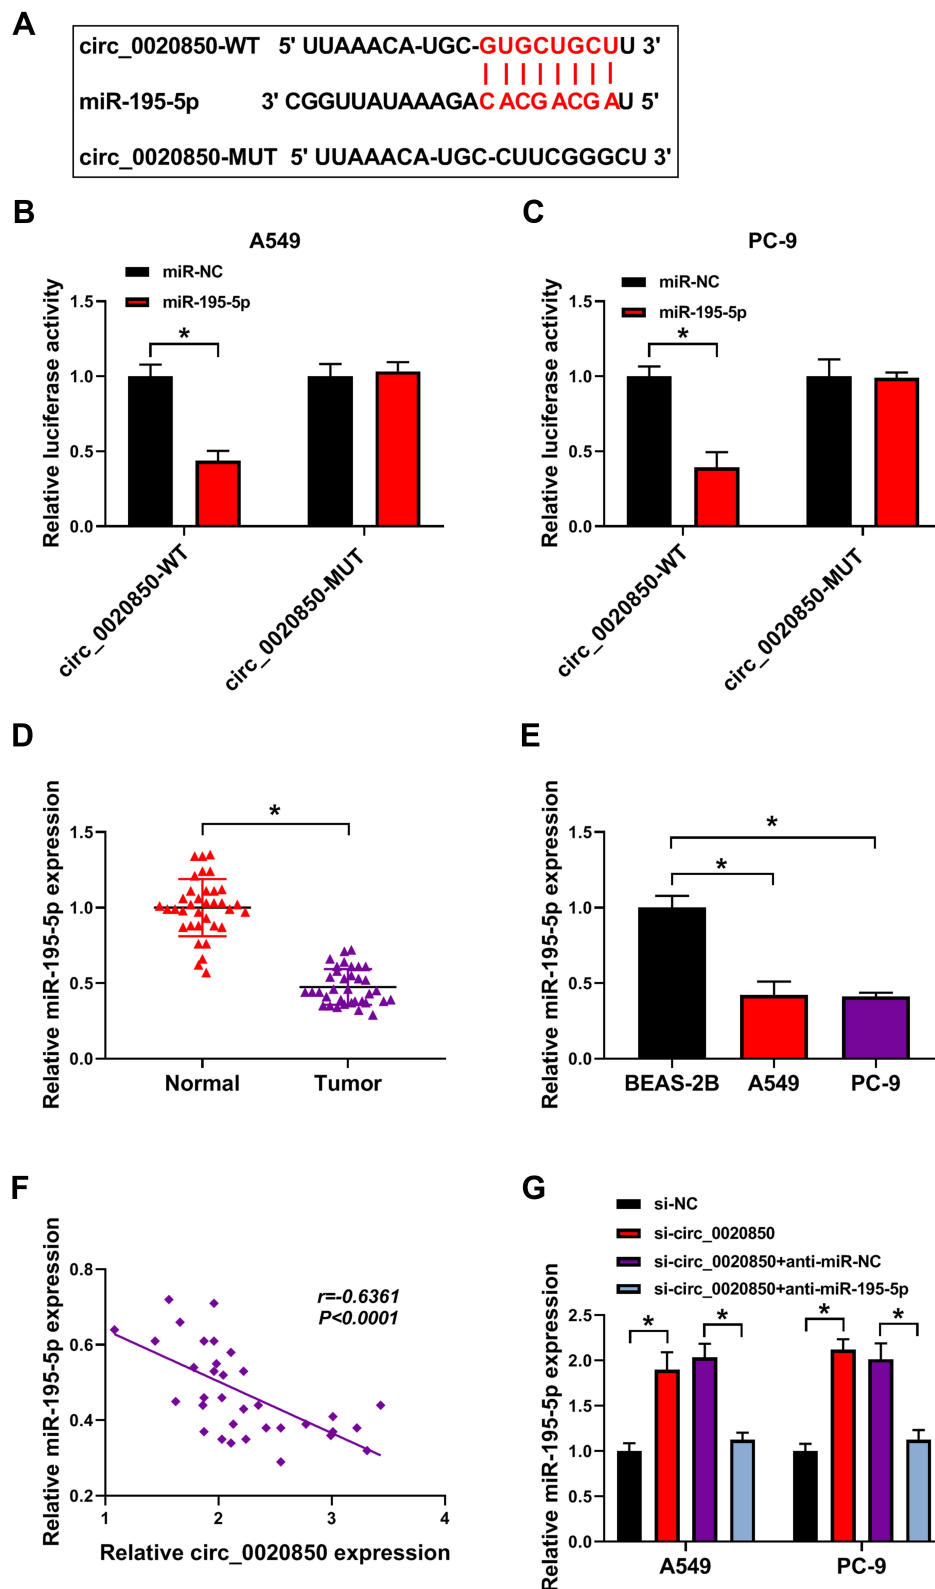 A
circ_0020850-WT 5' UUAAACA-UGC-GUGCUGCUU 3'
miR-195-5p 3' CGGUUAUAAAGACACGACGAU 5'
circ_0020850-MUT 5' UUAAACA-UGC-CUUCGGGCU 3'
B
A549
miR-NC
miR-195-5p
Relative luciferase activity
1.5
1.0
0.5
0.0
*
circ_0020850-WT
circ_0020850-MUT
C
PC-9
miR-NC
miR-195-5p
Relative luciferase activity
1.5
1.0
0.5
0.0
*
circ_0020850-WT
circ_0020850-MUT
D
Relative miR-195-5p expression
1.5
1.0
0.5
0.0
*
Normal
Tumor
E
Relative miR-195-5p expression
1.5
1.0
0.5
0.0
*
*
BEAS-2B
A549
PC-9
F
Relative miR-195-5p expression
0.8
0.6
0.4
0.2
r=-0.6361
P<0.0001
1
2
3
4
Relative circ_0020850 expression
G
si-NC
si-circ_0020850
si-circ_0020850+anti-miR-NC
si-circ_0020850+anti-miR-195-5p
Relative miR-195-5p expression
2.5
2.0
1.5
1.0
0.5
0.0
*
*
*
*
A549
PC-9